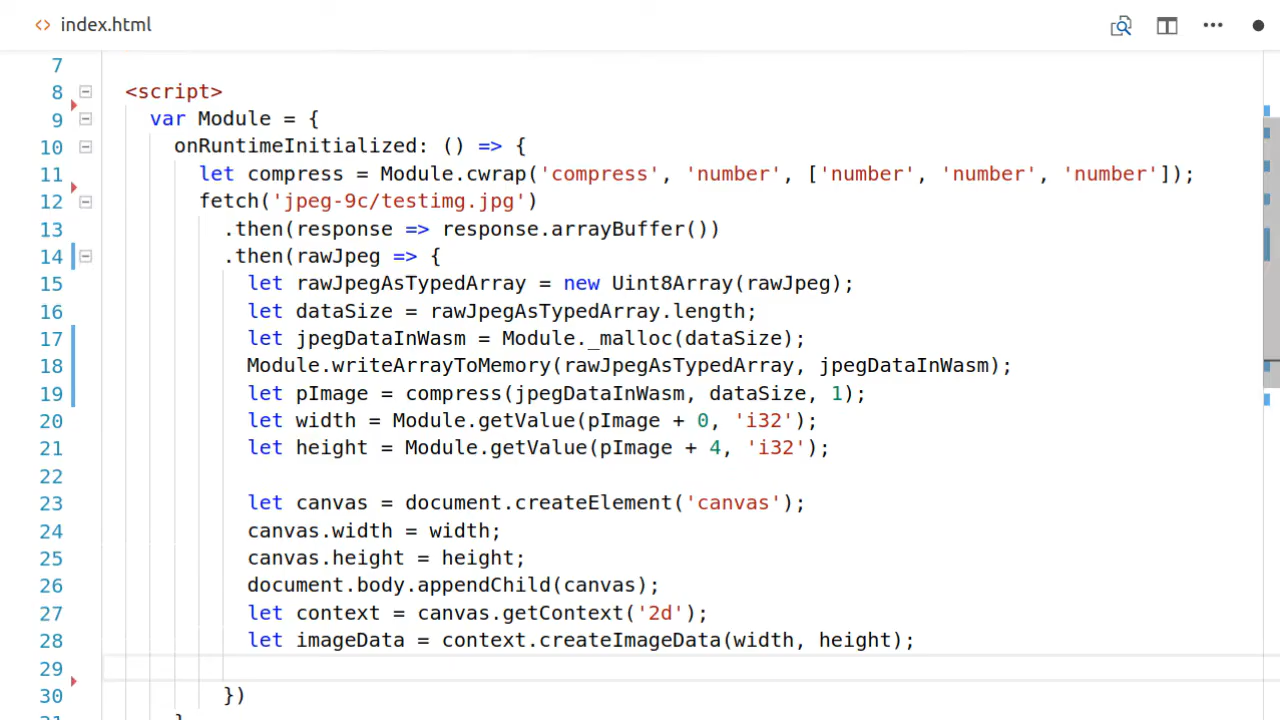 index.html
7
8 <script>
9 var Module = {
10 onRuntimeInitialized: () => {
11 let compress = Module.cwrap('compress', 'number', ['number', 'number', 'number']);
12 fetch('jpeg-9c/testimg.jpg')
13 .then(response => response.arrayBuffer())
14 .then(rawJpeg => {
15 let rawJpegAsTypedArray = new Uint8Array(rawJpeg);
16 let dataSize = rawJpegAsTypedArray.length;
17 let jpegDataInWasm = Module._malloc(dataSize);
18 Module.writeArrayToMemory(rawJpegAsTypedArray, jpegDataInWasm);
19 let pImage = compress(jpegDataInWasm, dataSize, 1);
20 let width = Module.getValue(pImage + 0, 'i32');
21 let height = Module.getValue(pImage + 4, 'i32');
22
23 let canvas = document.createElement('canvas');
24 canvas.width = width;
25 canvas.height = height;
26 document.body.appendChild(canvas);
27 let context = canvas.getContext('2d');
28 let imageData = context.createImageData(width, height);
29
30 })